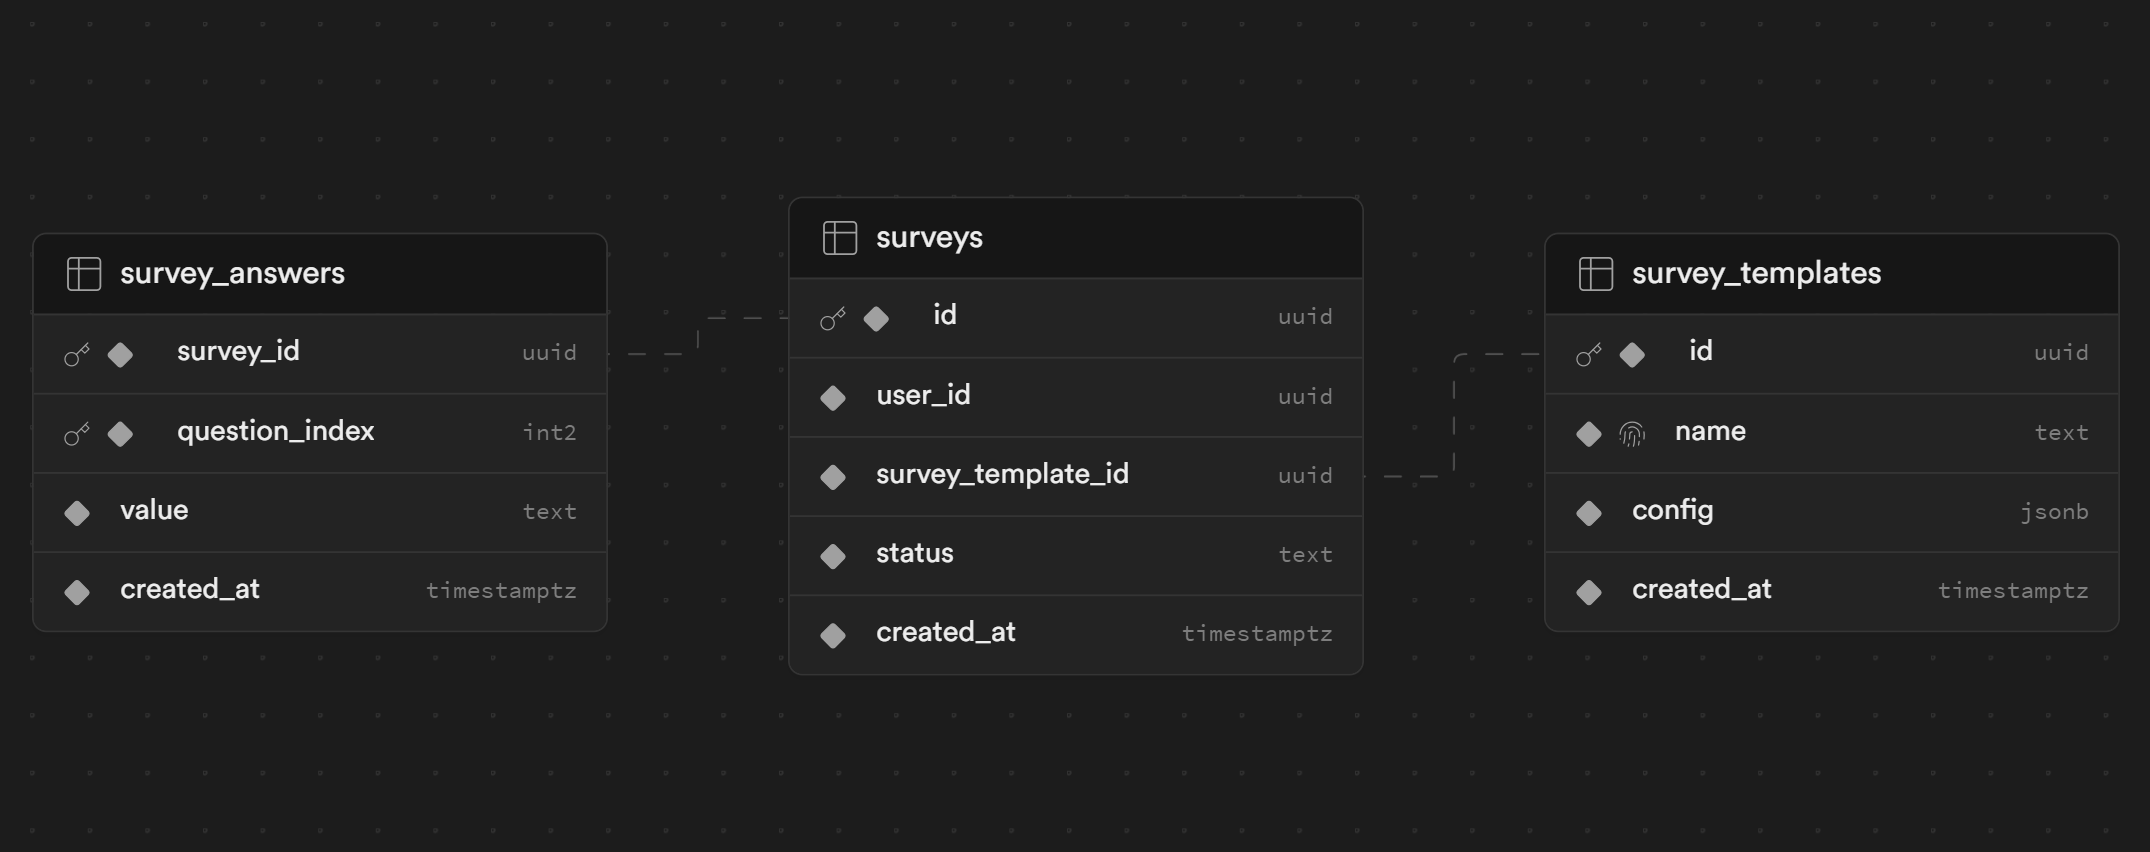 survey_answers
survey_id uuid
question_index int2
value text
created_at timestamptz
surveys
id uuid
user_id uuid
survey_template_id uuid
status text
created_at timestamptz
survey_templates
id uuid
name text
config jsonb
created_at timestamptz